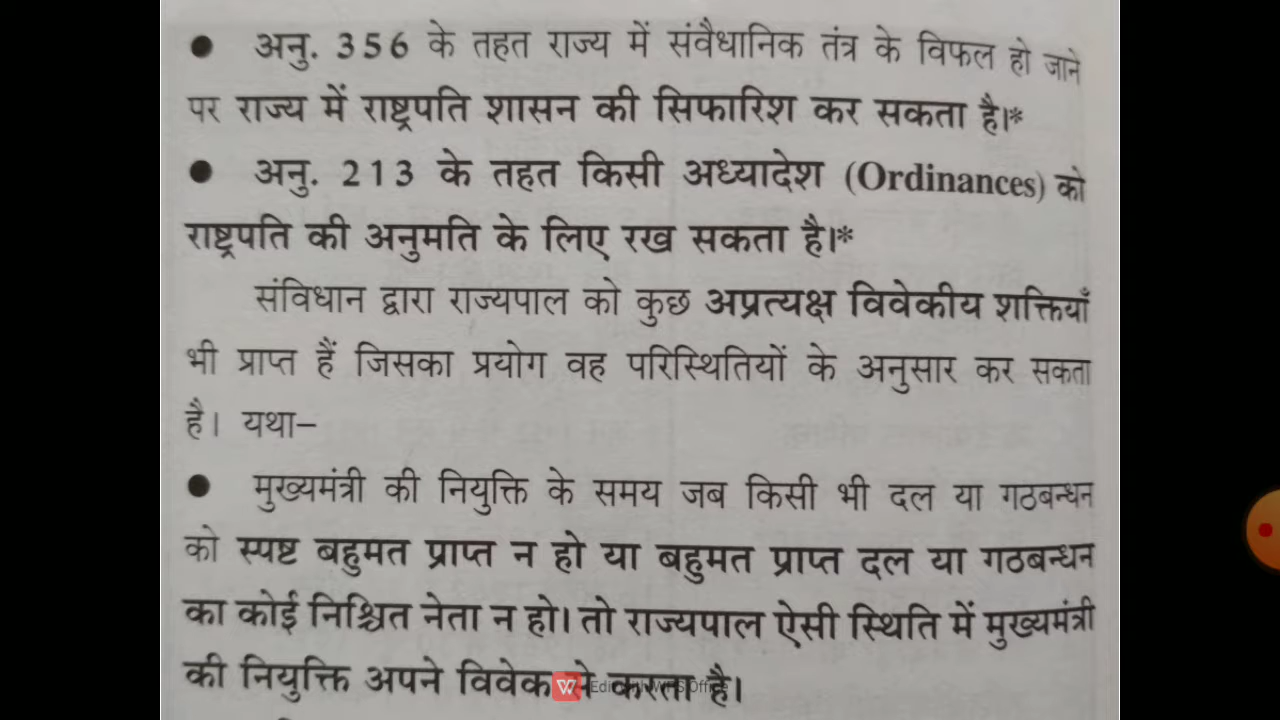 ● अनु. 356 के तहत राज्य में संवैधानिक तंत्र के विफल हो जाने
पर राज्य में राष्ट्रपति शासन की सिफारिश कर सकता है।*
● अनु. 213 के तहत किसी अध्यादेश (Ordinances) को
राष्ट्रपति की अनुमति के लिए रख सकता है।*
संविधान द्वारा राज्यपाल को कुछ अप्रत्यक्ष विवेकीय शक्तियाँ
भी प्राप्त हैं जिसका प्रयोग वह परिस्थितियों के अनुसार कर सकता
है। यथा–
● मुख्यमंत्री की नियुक्ति के समय जब किसी भी दल या गठबन्धन
को स्पष्ट बहुमत प्राप्त न हो या बहुमत प्राप्त दल या गठबन्धन
का कोई निश्चित नेता न हो। तो राज्यपाल ऐसी स्थिति में मुख्यमंत्री
की नियुक्ति अपने विवेक से करता है।